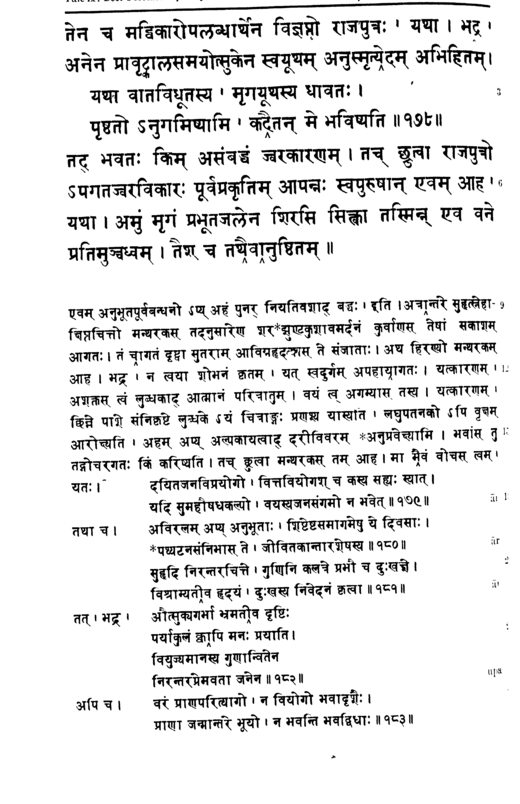 तेन च मद्विकारोपलब्धार्थेन विज्ञप्तो राजपुत्रः ' यथा । भद्र '
अनेन प्रावृट्कालसमयोत्सुकेन स्वयूथम् अनुस्मृत्येदम् अभिहितम् ।
यथा वातविधूतस्य ' मृगयूथस्य धावतः ।
पृष्ठतो ऽनुगमिष्यामि ' कदैतन् मे भविष्यति ॥१७८॥
तद् भवतः किम् असंबद्धं ज्वरकारणम् । तच् छ्रुत्वा राजपुत्रो
ऽपगतज्वरविकारः पूर्वप्रकृतिम् आपन्नः स्वपुरुषान् एवम् आह '
यथा । अमुं मृगं प्रभूतजलेन शिरसि सिक्त्वा तस्मिन्न् एव वने
प्रतिमुञ्चध्वम् । तैश् च तथैवानुष्ठितम् ॥
एवम् अनुभूतपूर्वबन्धनो ऽप्य् अहं पुनर् नियतिवशाद् बद्धः ' इति । अत्रान्तरे सुहृत्स्नेहा-
क्षिप्तचित्तो मन्थरकस् तदनुसारेण शर*झुण्टकुशावमर्दनं कुर्वाणस् तेषां सकाशम्
आगतः । तं चागतं दृष्ट्वा सुतराम् आविग्नहृदस् ते संजाताः । अथ हिरण्यो मन्थरकम्
आह । भद्र ' न त्वया शोभनं कृतम् ' यत् स्वदुर्गम् अपहायागतः । यत्कारणम् '
अशक्तस् त्वं लुब्धकाद् आत्मानं परित्रातुम् । वयं त्व् अगम्यास् तस्य । यत्कारणम् '
छिन्ने पाशे संनिकृष्टे लुब्धके ऽयं चित्राङ्गः प्रणश्य यास्यति ' लघुपतनको ऽपि वृक्षम्
आरोक्ष्यति ' अहम् अप्य् अल्पकायत्वाद् दरीविवरम् *अनुप्रवेक्ष्यामि । भवांस् तु
तद्गोचरगतः किं करिष्यति । तच् छ्रुत्वा मन्थरकस् तम् आह । मा मैवं वोचस् त्वम् ।
यतः । दयितजनविप्रयोगो ' वित्तवियोगश् च कस्य सह्यः स्यात् ।
यदि सुमहौषधकल्पो ' वयस्यजनसंगमो न भवेत् ॥१७९॥
तथा च । अविरलम् अप्य् अनुभूताः ' शिष्टेष्टसमागमेषु ये दिवसाः ।
*पथ्यदनसंनिभास् ते ' जीवितकान्तारशेषस्य ॥१८०॥
सुहृदि निरन्तरचित्ते ' गुणिनि कलत्रे प्रभौ च दुःखज्ञे ।
विश्राम्यतीव हृदयं ' दुःखस्य निवेदनं कृत्वा ॥१८१॥
तत् ' भद्र ' औत्सुक्यगर्भा भ्रमतीव दृष्टिः
पर्याकुलं क्वापि मनः प्रयाति ।
वियुज्यमानस्य गुणान्वितेन
निरन्तरप्रेमवता जनेन ॥१८२॥
अपि च । वरं प्राणपरित्यागो ' न वियोगो भवादृशैः ।
प्राणा जन्मान्तरे भूयो ' न भवन्ति भवद्विधाः ॥१८३॥